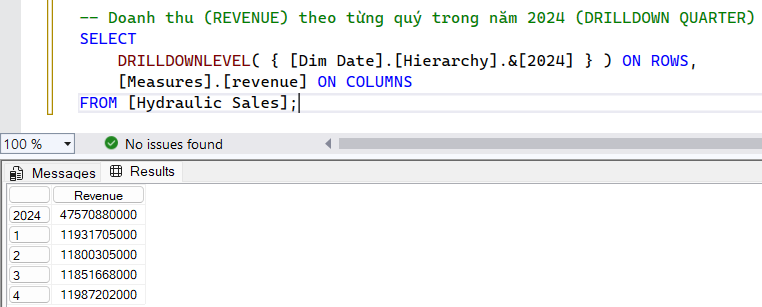 -- Doanh thu (REVENUE) theo từng quý trong năm 2024 (DRILLDOWN QUARTER)
SELECT
DRILLDOWNLEVEL( { [Dim Date].[Hierarchy].&[2024] } ) ON ROWS,
[Measures].[revenue] ON COLUMNS
FROM [Hydraulic Sales];
100 % No issues found
Messages Results
Revenue
2024 47570880000
1 11931705000
2 11800305000
3 11851668000
4 11987202000